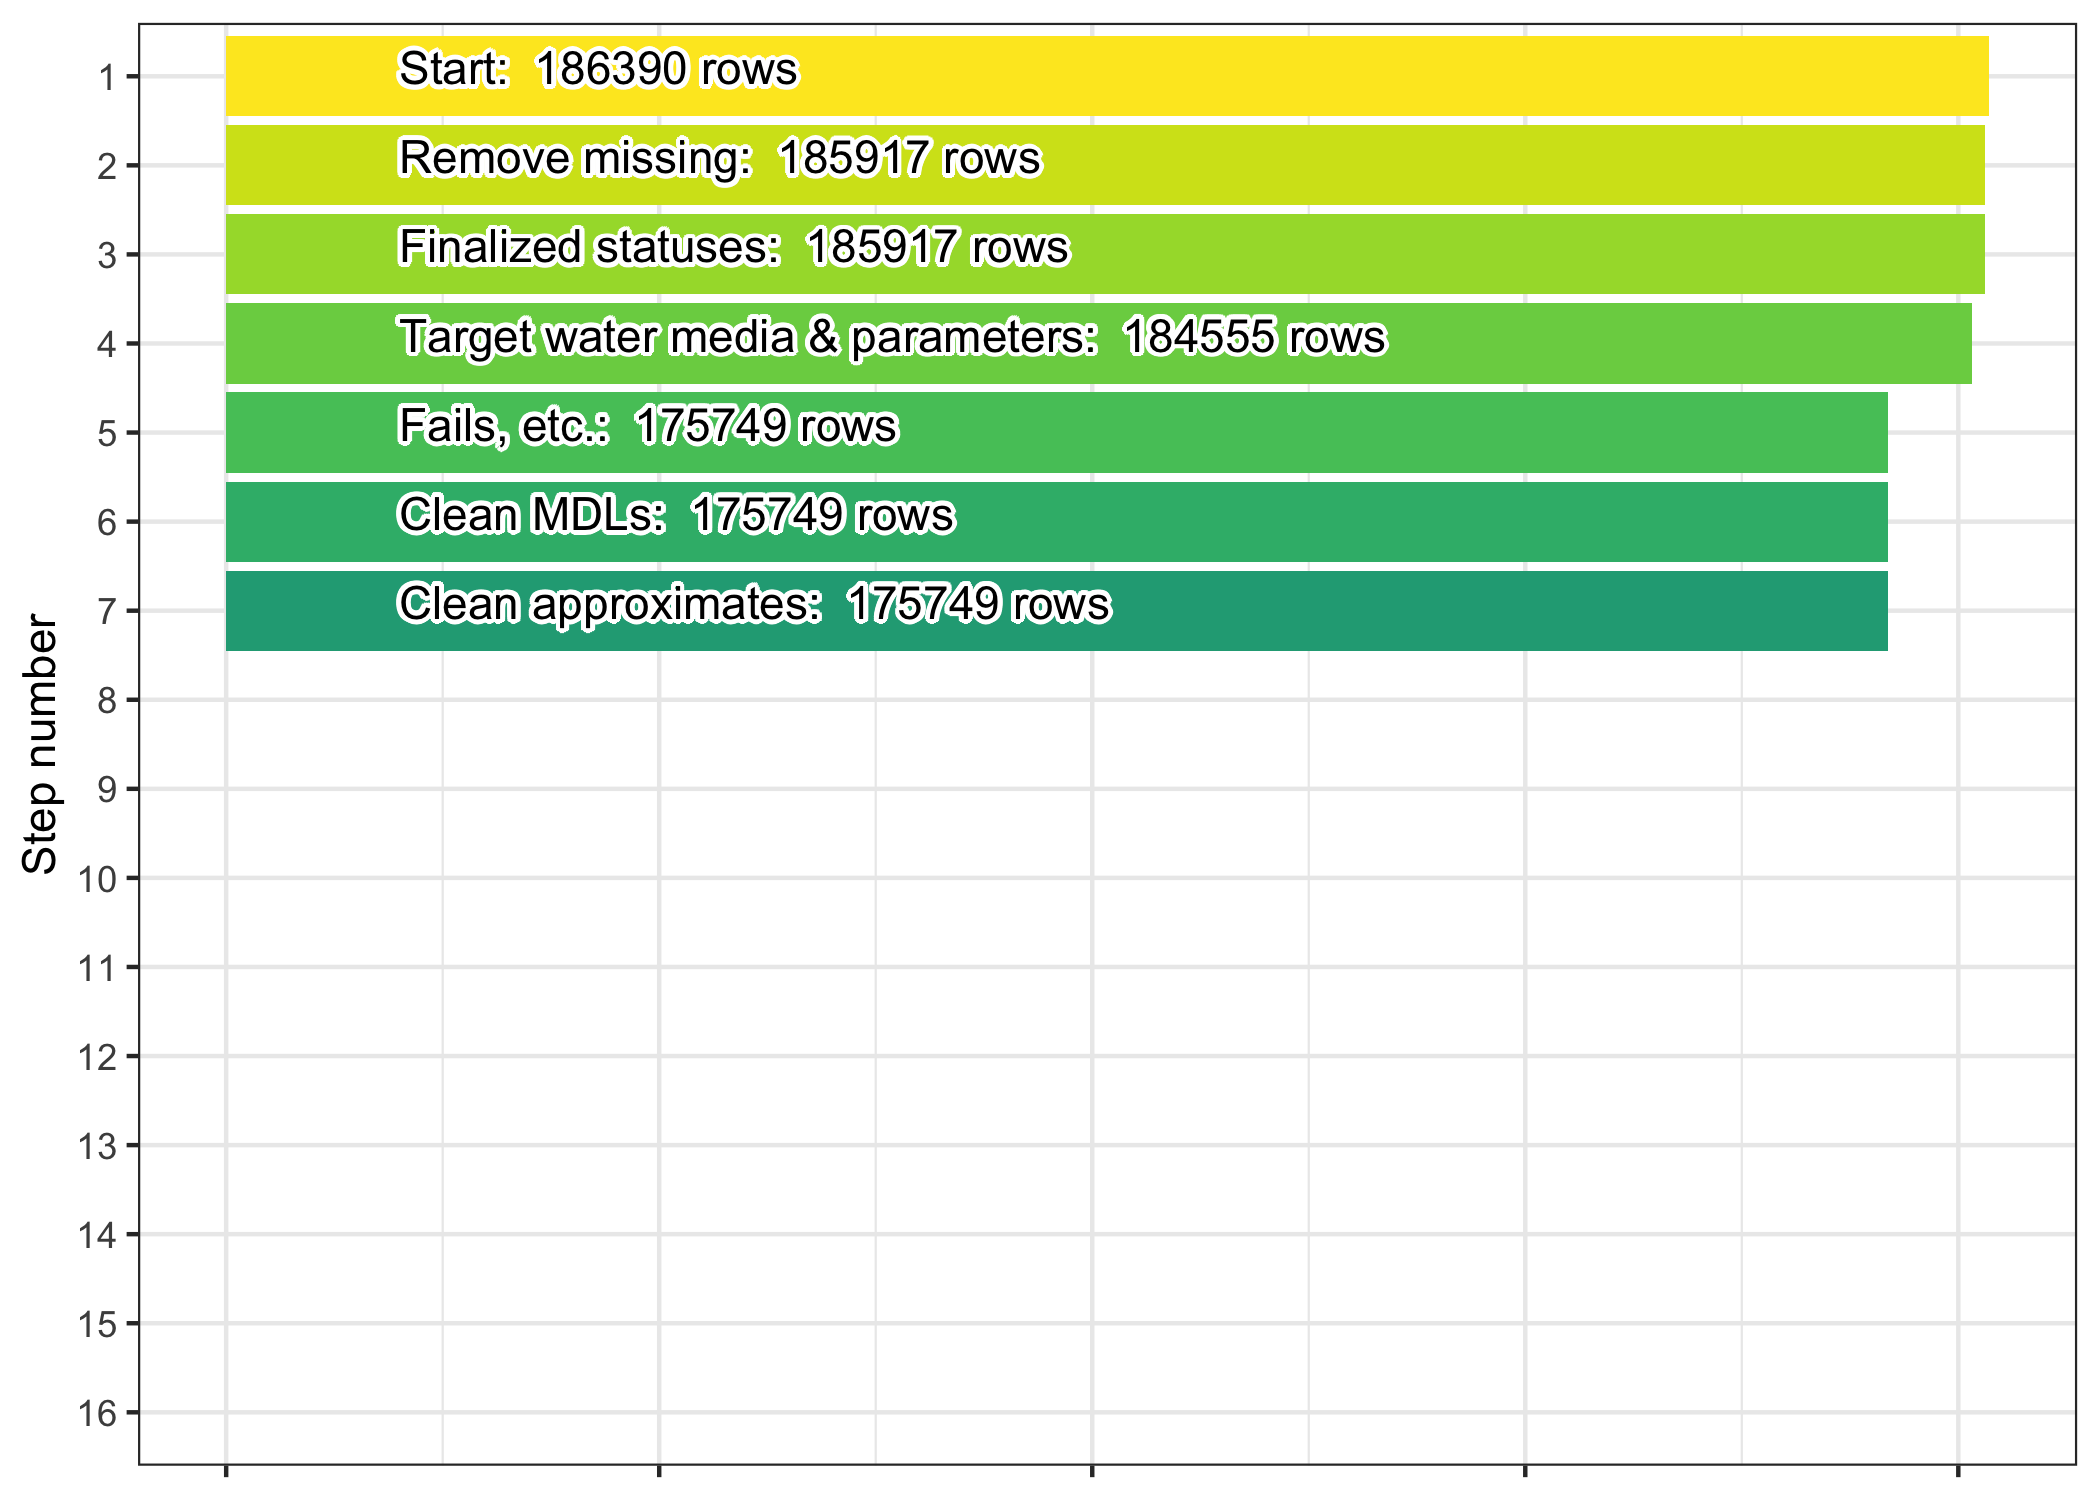 1
Start: 186390 rows
2
Remove missing: 185917 rows
3
Finalized statuses: 185917 rows
4
Target water media & parameters: 184555 rows
5
Fails, etc.: 175749 rows
6
Clean MDLs: 175749 rows
7
Clean approximates: 175749 rows
8
9
10
11
12
13
14
15
16
Step number